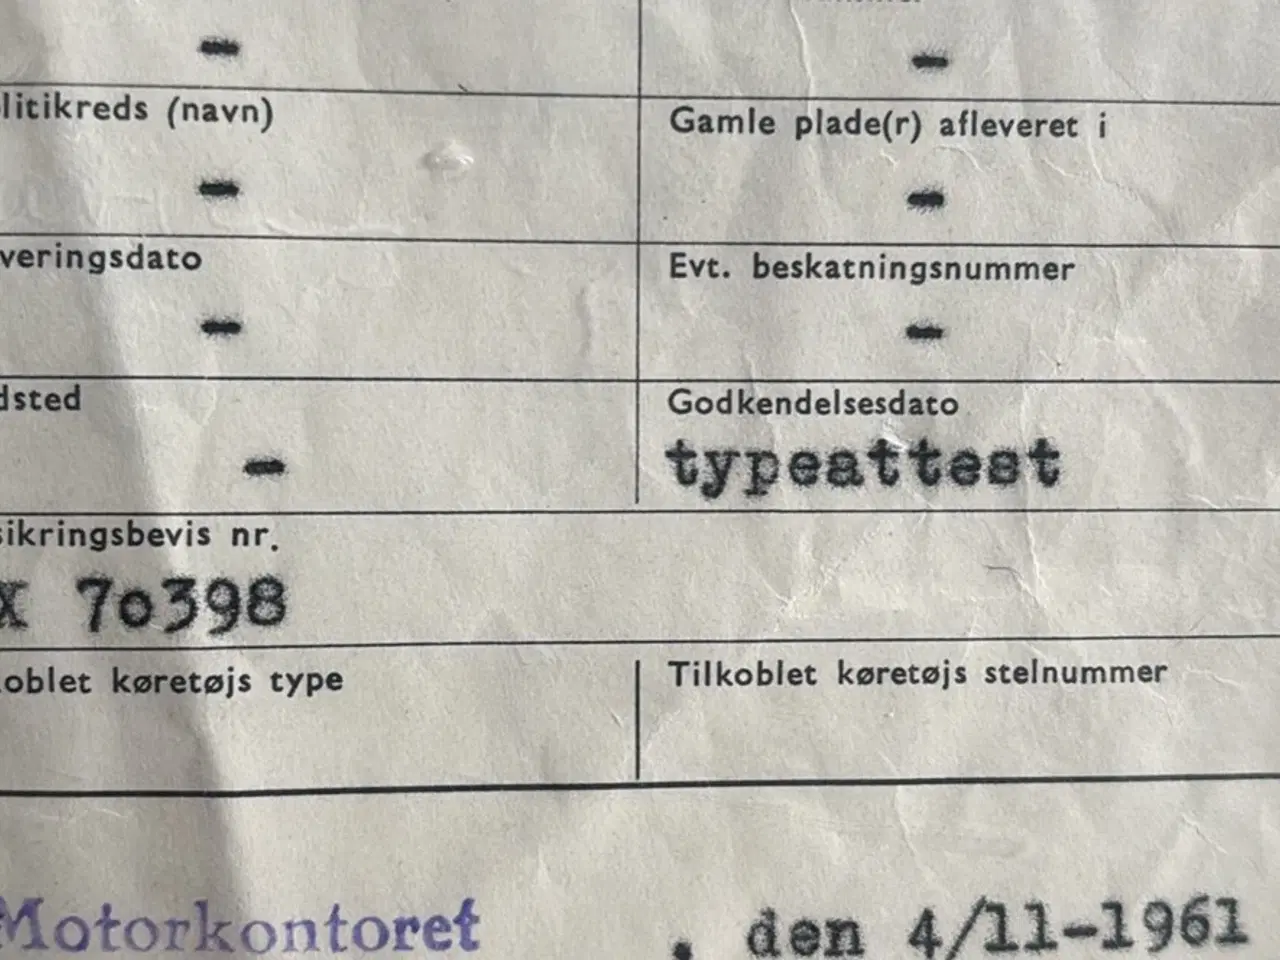 - -
litikreds (navn) Gamle plade(r) afleveret i
- -
veringsdato Evt. beskatningsnummer
- -
dsted Godkendelsesdato
- typeattest
sikringsbevis nr.
X 70398
oblet køretøjs type Tilkoblet køretøjs stelnummer
Motorkontoret . den 4/11-1961